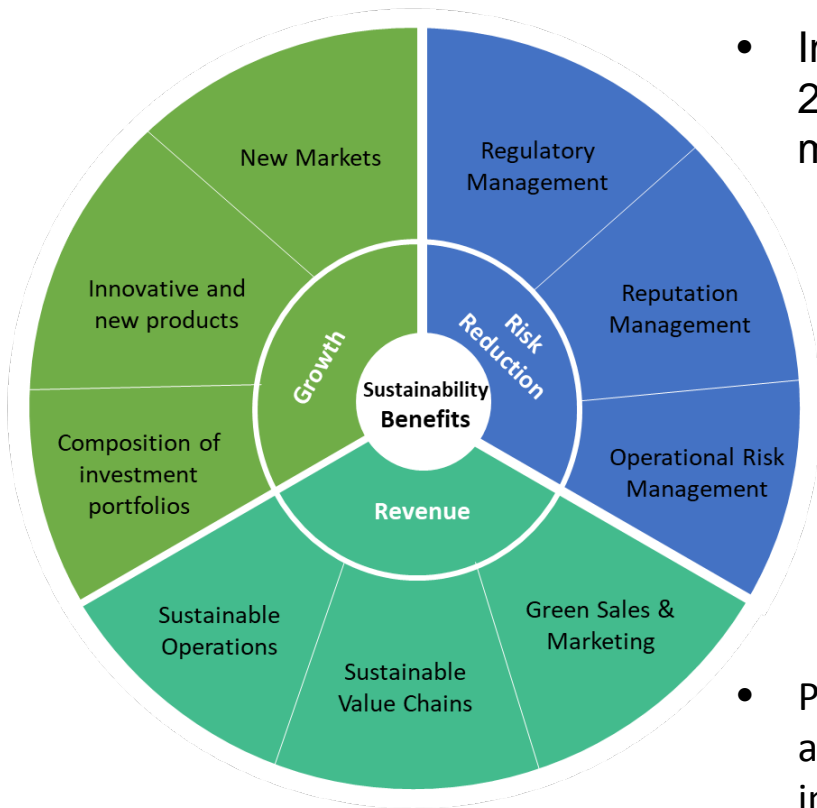 New Markets
Regulatory
Management
Innovative and
new products
Reputation
Management
Growth
Risk
Reduction
Sustainability
Benefits
Composition of
investment
portfolios
Operational Risk
Management
Revenue
Sustainable
Operations
Sustainable
Value Chains
Green Sales &
Marketing
•
•